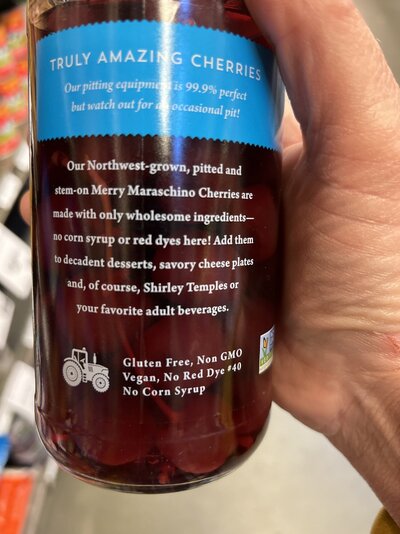 TRULY AMAZING CHERRIES
Our pitting equipment is 99.9% perfect
but watch out for an occasional pit!
Our Northwest-grown, pitted and
stem-on Merry Maraschino Cherries are
made with only wholesome ingredients—
no corn syrup or red dyes here! Add them
to decadent desserts, savory cheese plates
and, of course, Shirley Temples or
your favorite adult beverages.
Gluten Free, Non GMO
Vegan, No Red Dye #40
No Corn Syrup